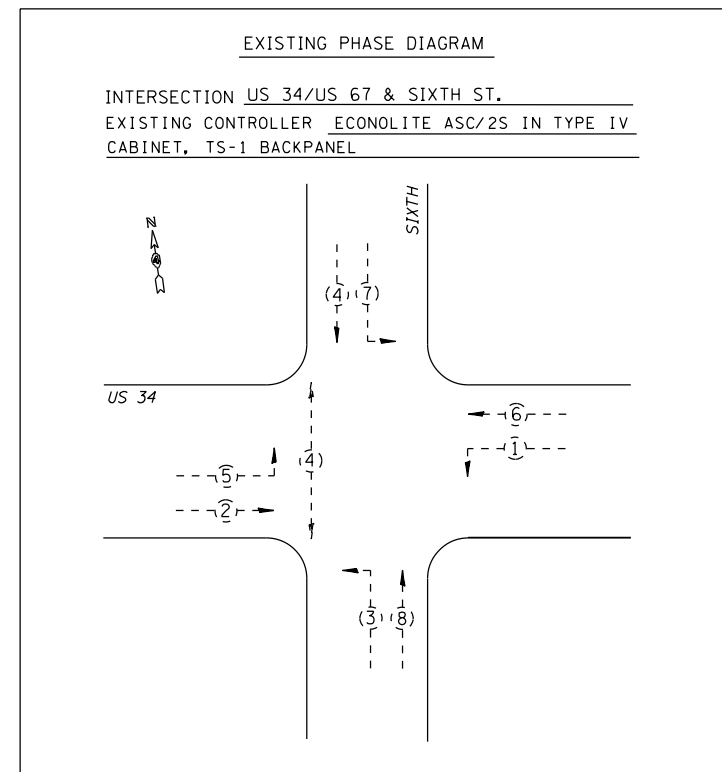 EXISTING PHASE DIAGRAM
INTERSECTION US 34/US 67 & SIXTH ST.
EXISTING CONTROLLER ECONOLITE ASC/2S IN TYPE IV
CABINET, TS-1 BACKPANEL
N
SIXTH
4 7
US 34
6
4
1
5
2
3 8